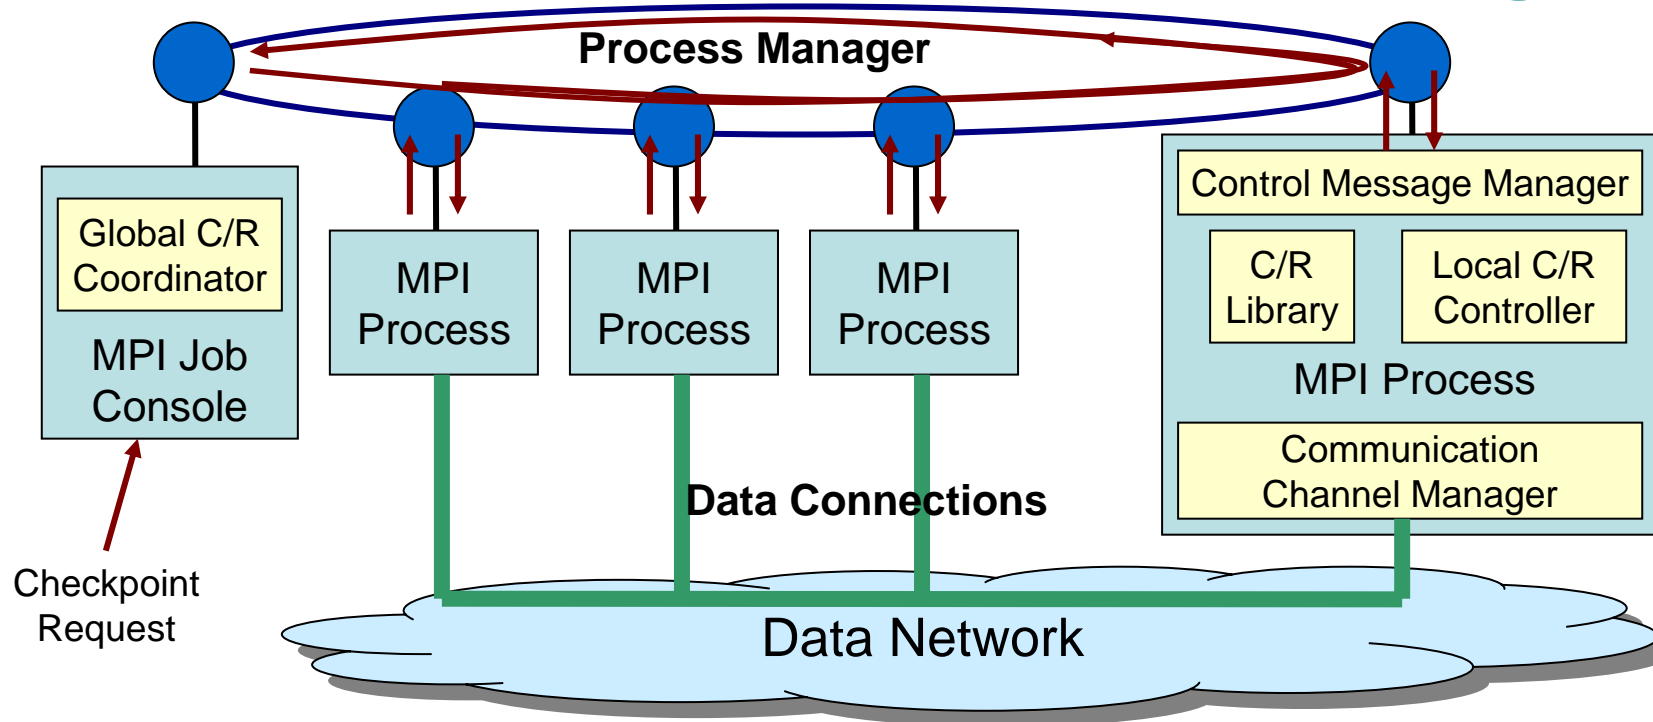 Process Manager
Global C/R
Coordinator
MPI Job
Console
MPI
Process
MPI
Process
MPI
Process
Control Message Manager
C/R
Library
Local C/R
Controller
MPI Process
Communication
Channel Manager
Data Connections
Checkpoint
Request
Data Network